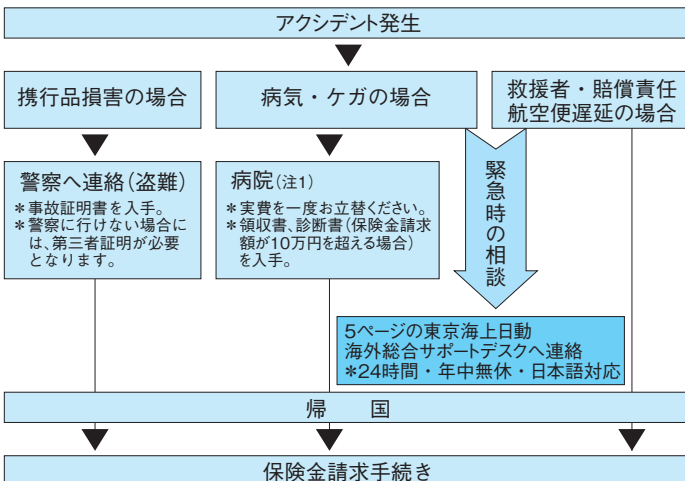 アクシデント発生
携行品損害の場合
病気・ケガの場合
救援者・賠償責任
航空便遅延の場合
警察へ連絡(盗難)
*事故証明書を入手。
*警察に行けない場合に
は、第三者証明が必要
となります。
病院(注1)
*実費を一度お立替ください。
*領収書、診断書(保険金請求
額が10万円を超える場合)
を入手。
緊急時の相談
5ページの東京海上日動
海外総合サポートデスクへ連絡
*24時間・年中無休・日本語対応
帰 国
保険金請求手続き